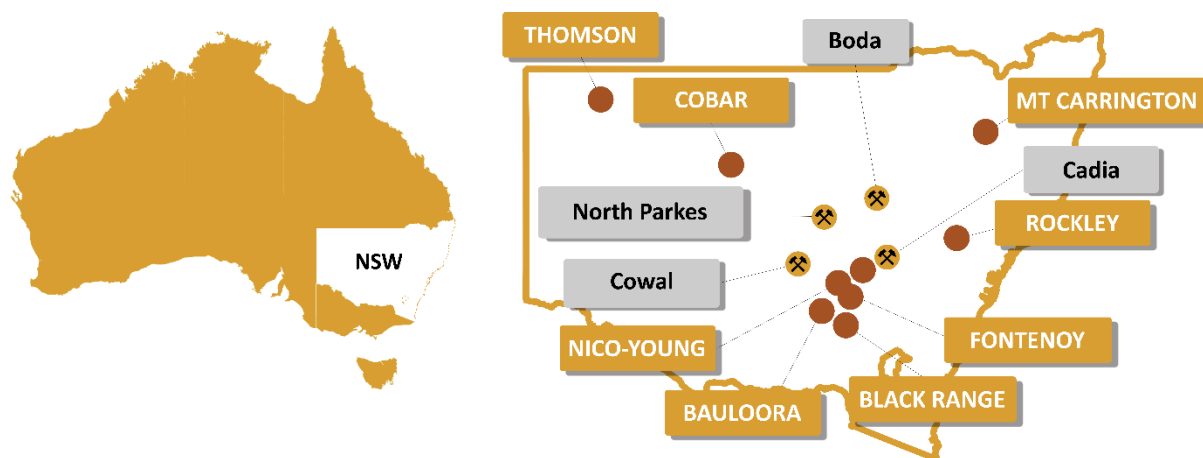 NSW
THOMSON
Boda
COBAR
MT CARRINGTON
Cadia
North Parkes
ROCKLEY
Cowal
NICO-YOUNG
FONTENOY
BLACK RANGE
BAULOORA